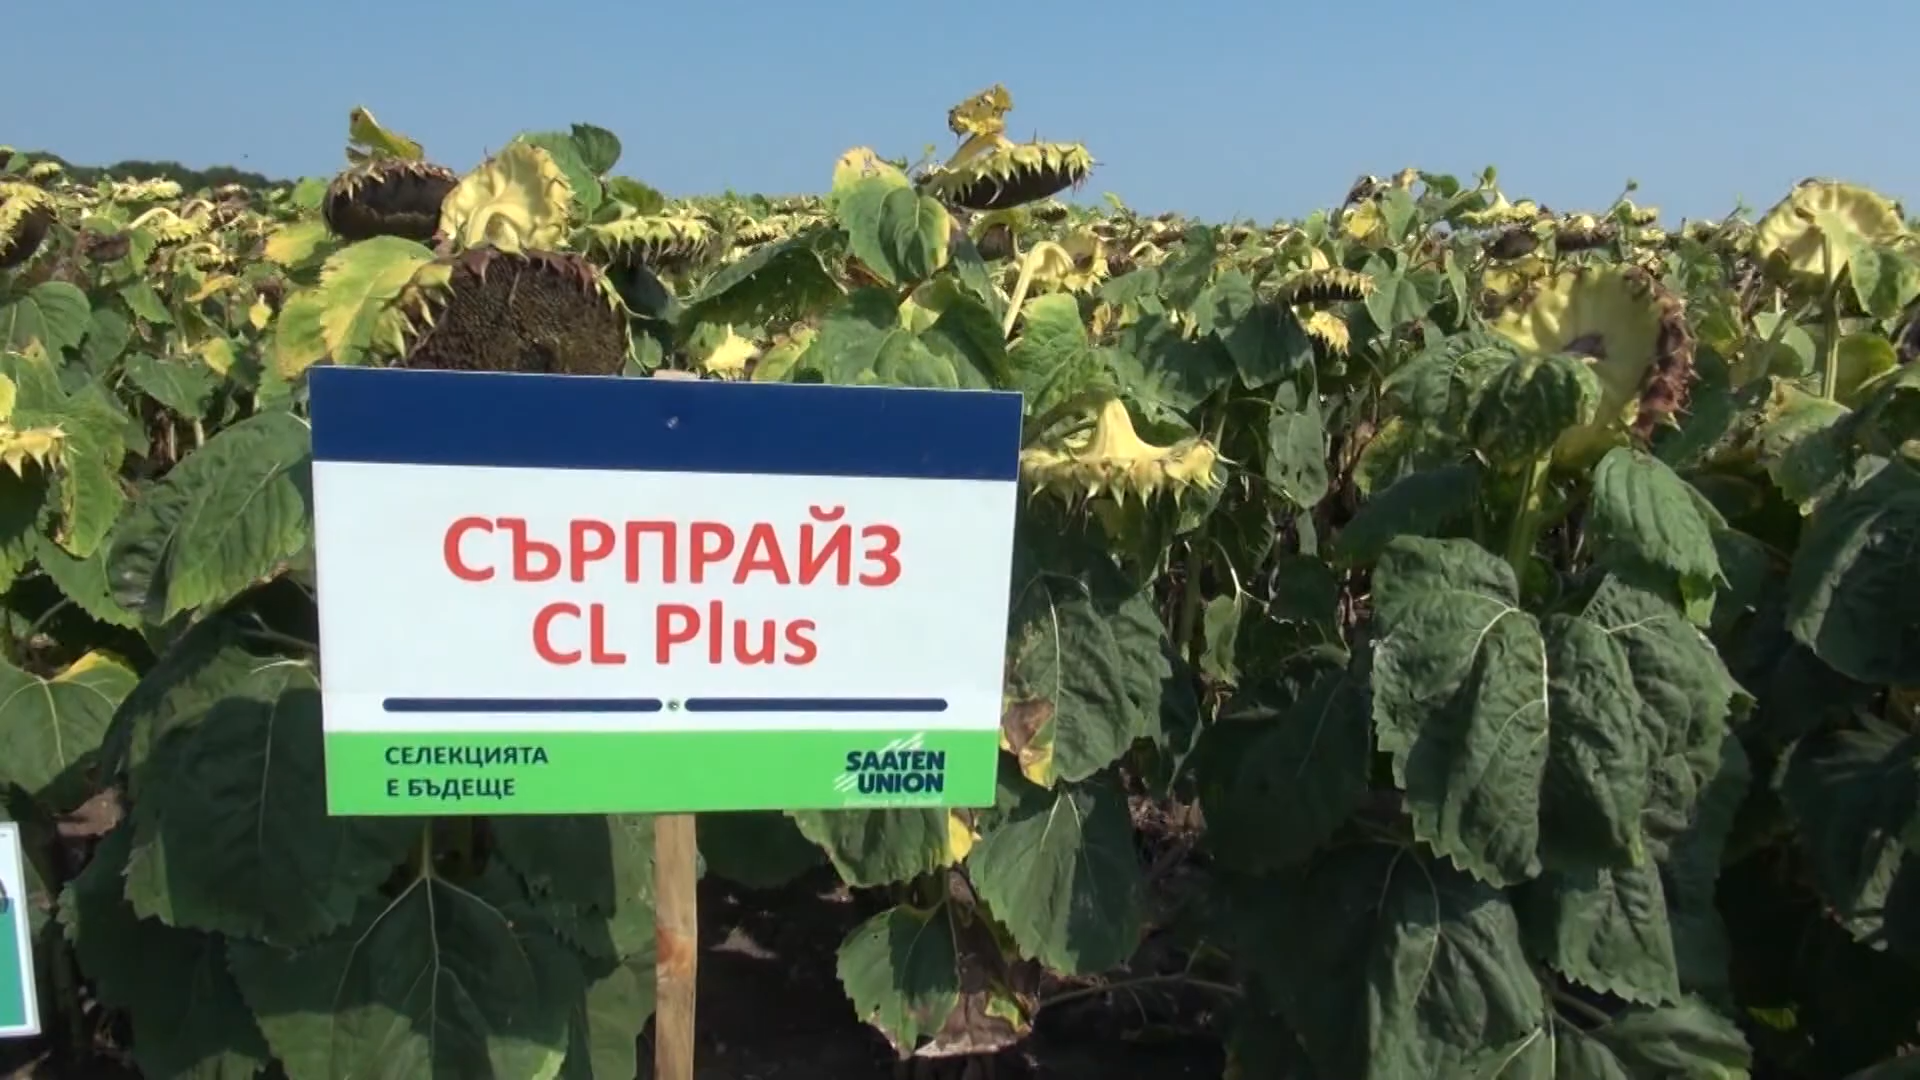 СЪРПРАЙЗ
CL Plus
СЕЛЕКЦИЯТА
Е БЪДЕЩЕ
SAATEN
UNION